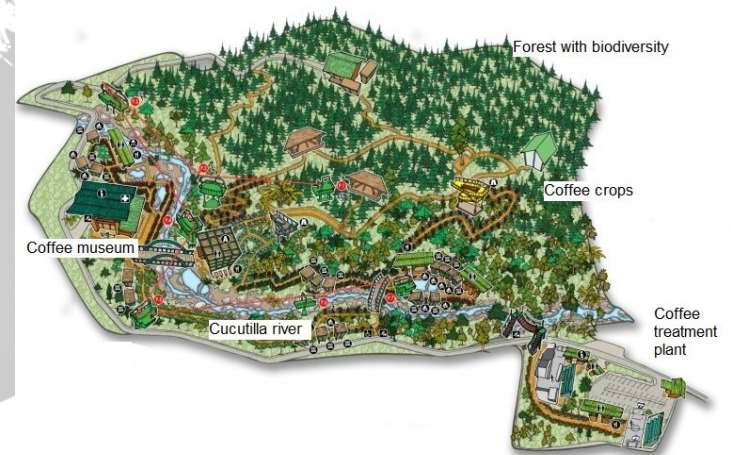 Forest with biodiversity
Coffee crops
Coffee museum
Cucutilla river
Coffee
treatment
plant